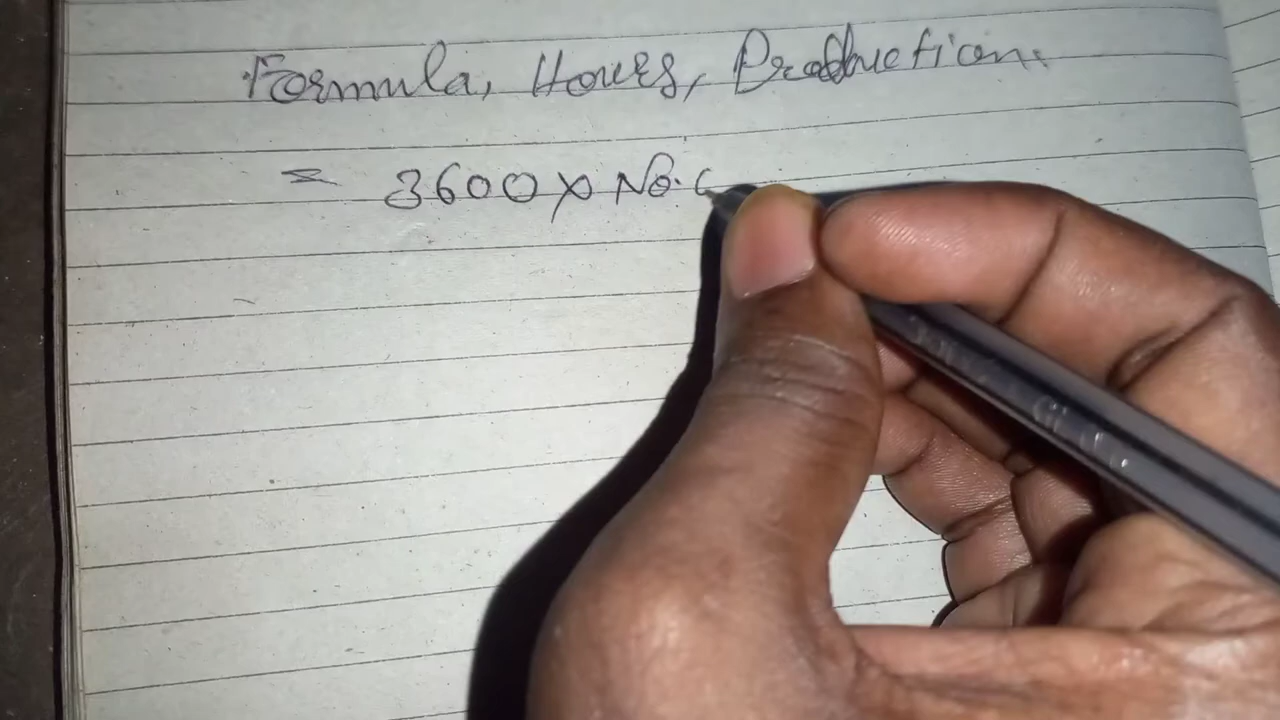 Formula, Hours, Production.
= 3600 x No. C